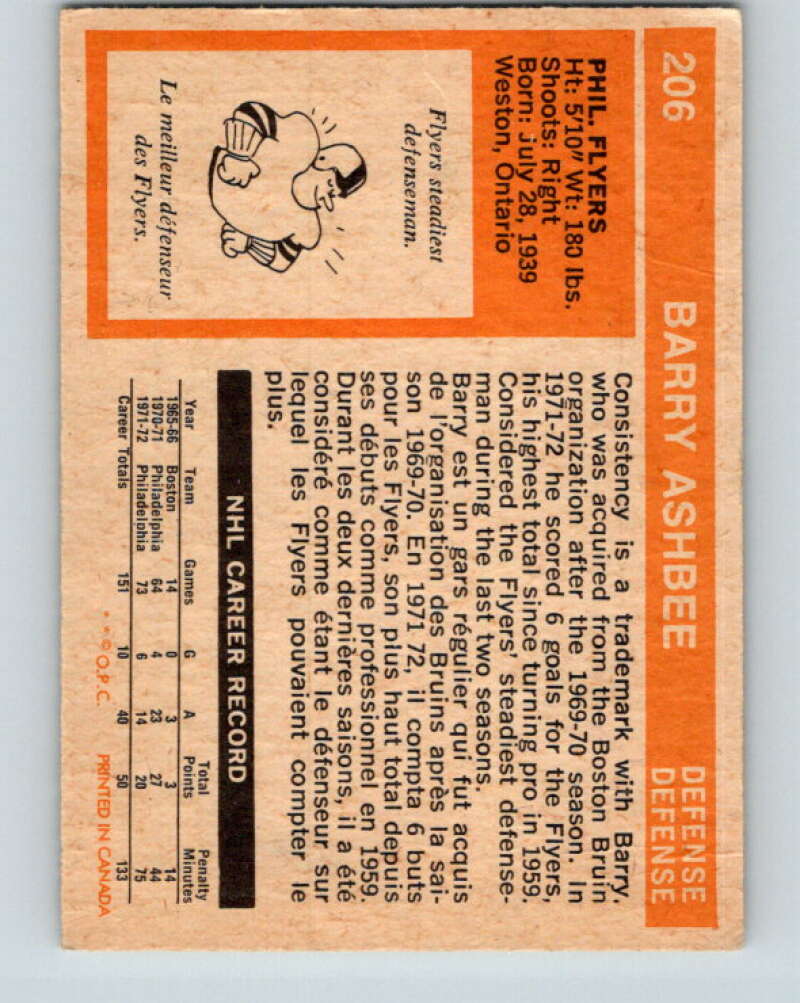 206 BARRY ASHBEE DEFENSE
DEFENSE
PHIL. FLYERS
Ht: 5'10" Wt: 180 lbs.
Shoots: Right
Born: July 28, 1939
Weston, Ontario
Flyers steadiest
defenseman.
Le meilleur défenseur
des Flyers.
Consistency is a trademark with Barry,
who was acquired from the Boston Bruin
organization after the 1969-70 season. In
1971-72 he scored 6 goals for the Flyers,
his highest total since turning pro in 1959.
Considered the Flyers' steadiest defense-
man during the last two seasons.
Barry est un gars régulier qui fut acquis
de l'organisation des Bruins après la sai-
son 1969-70. En 1971 72, il compta 6 buts
pour les Flyers, son plus haut total depuis
ses débuts comme professionnel en 1959.
Durant les deux dernières saisons, il a été
considéré comme étant le défenseur sur
lequel les Flyers pouvaient compter le
plus.
NHL CAREER RECORD
Year Team Games G A Total Points Penalty Minutes
1965-66 Boston 14 0 3 3 14
1970-71 Philadelphia 64 4 23 27 44
1971-72 Philadelphia 73 6 14 20 75
Career Totals 151 10 40 50 133
* * © O.P.C. PRINTED IN CANADA